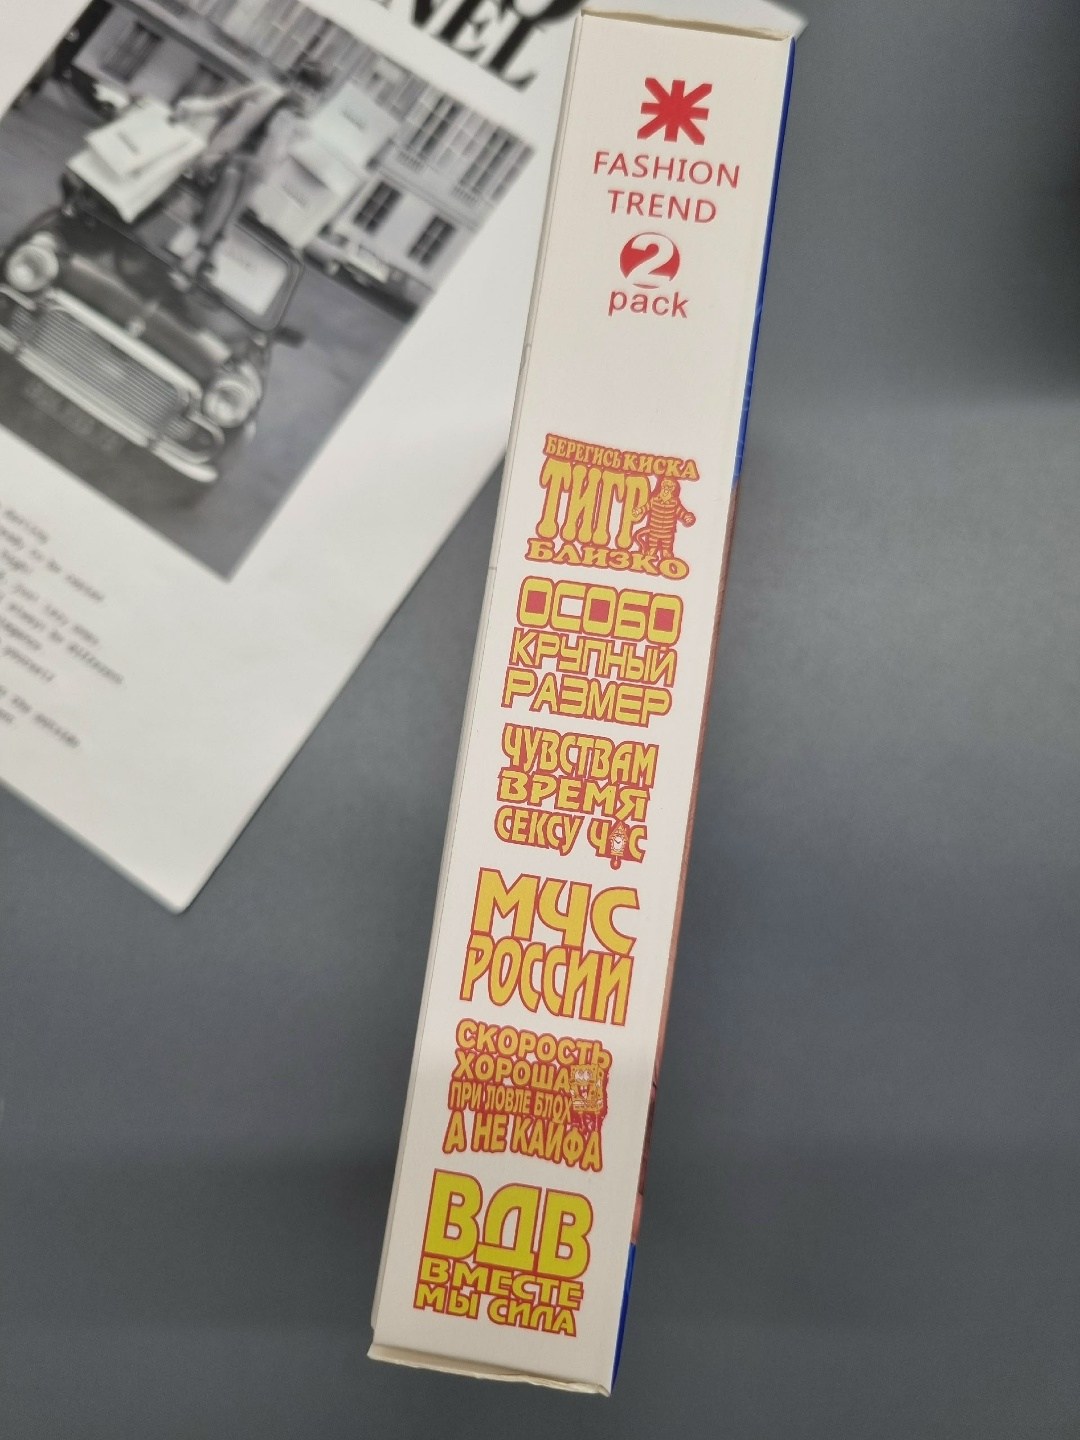 NEL
FASHION
TREND
2
pack
БЕРЕГИСЬ КИСКА
ТИГР
БЛИЗКО
ОСОБО
КРУПНЫЙ
РАЗМЕР
ЧУВСТВАМ
ВРЕМЯ
СЕКСУ ЧАС
МЧС
РОССИИ
СКОРОСТЬ
ХОРОША
ПРИ ЛОВЛЕ БЛОХ
А НЕ КАЙФА
ВДВ
ВМЕСТЕ
МЫ СИЛА